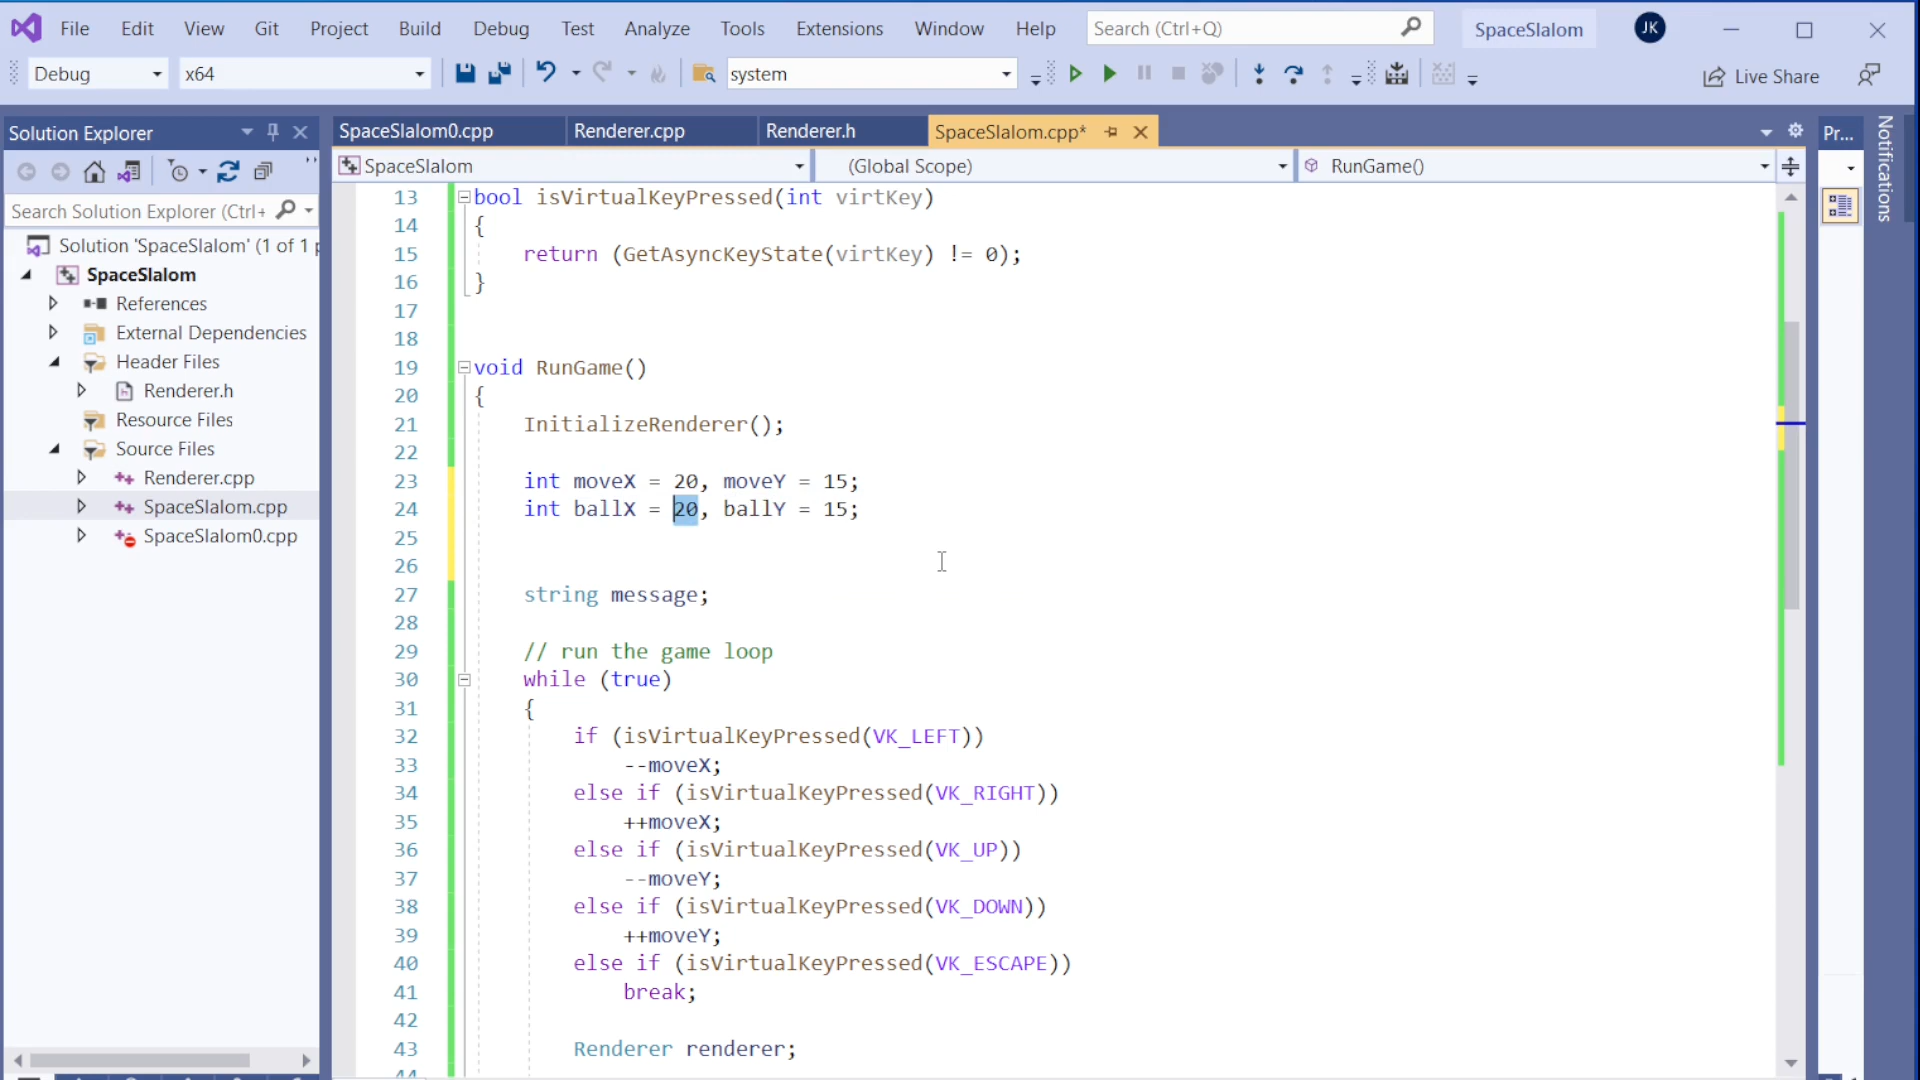 File Edit View Git Project Build Debug Test Analyze Tools Extensions Window Help Search (Ctrl+Q) SpaceSlalom JK
Debug x64 system Live Share
Solution Explorer
Search Solution Explorer (Ctrl+
Solution 'SpaceSlalom' (1 of 1 p
SpaceSlalom
References
External Dependencies
Header Files
Renderer.h
Resource Files
Source Files
Renderer.cpp
SpaceSlalom.cpp
SpaceSlalom0.cpp
SpaceSlalom0.cpp Renderer.cpp Renderer.h SpaceSlalom.cpp*
SpaceSlalom (Global Scope) RunGame()
13 bool isVirtualKeyPressed(int virtKey)
14 {
15 return (GetAsyncKeyState(virtKey) != 0);
16 }
17
18
19 void RunGame()
20 {
21 InitializeRenderer();
22
23 int moveX = 20, moveY = 15;
24 int ballX = 20, ballY = 15;
25
26
27 string message;
28
29 // run the game loop
30 while (true)
31 {
32 if (isVirtualKeyPressed(VK_LEFT))
33 --moveX;
34 else if (isVirtualKeyPressed(VK_RIGHT))
35 ++moveX;
36 else if (isVirtualKeyPressed(VK_UP))
37 --moveY;
38 else if (isVirtualKeyPressed(VK_DOWN))
39 ++moveY;
40 else if (isVirtualKeyPressed(VK_ESCAPE))
41 break;
42
43 Renderer renderer;
44
Pr...
Notifications